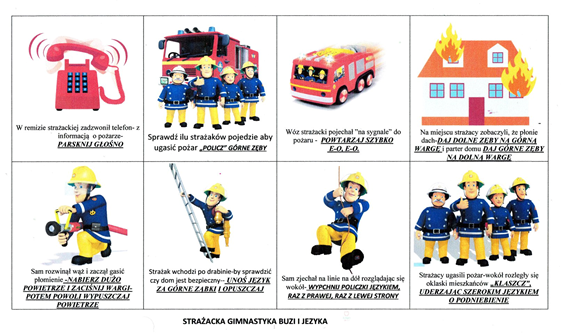 W remizie strażackiej zadzwonił telefon- z
informacją o pożarze-
PARSKNIJ GŁOŚNO
Sprawdź ilu strażaków pojedzie aby
ugasić pożar „POLICZ" GÓRNE ZĘBY
Wóz strażacki pojechał "na sygnale" do
pożaru - POWTARZAJ SZYBKO
E-O, E-O.
Na miejscu strażacy zobaczyli, że płonie
dach-DAJ DOLNE ZĘBY NA GÓRNĄ
WARGĘ i parter domu DAJ GÓRNE ZĘBY
NA DOLNĄ WARGĘ
Sam rozwinął wąż i zaczął gasić
płomienie -NABIERZ DUŻO
POWIETRZE I ZACIŚNIJ WARGI-
POTEM POWOLI WYPUSZCZAJ
POWIETRZE
Strażak wchodzi po drabinie-by sprawdzić
czy dom jest bezpieczny-- UNOŚ JĘZYK
ZA GÓRNE ZĄBKI I OPUSZCZAJ
Sam zjechał na linie na dół rozglądając się
wokół- WYPCHNIJ POLICZKI JĘZYKIEM,
RAZ Z PRAWEJ, RAZ Z LEWEJ STRONY
Strażacy ugasili pożar-wokół rozległy się
oklaski mieszkańców „KLASZCZ",
UDERZAJĄC SZEROKIM JĘZYKIEM
O PODNIEBIENIE
STRAŻACKA GIMNASTYKA BUZI I JĘZYKA